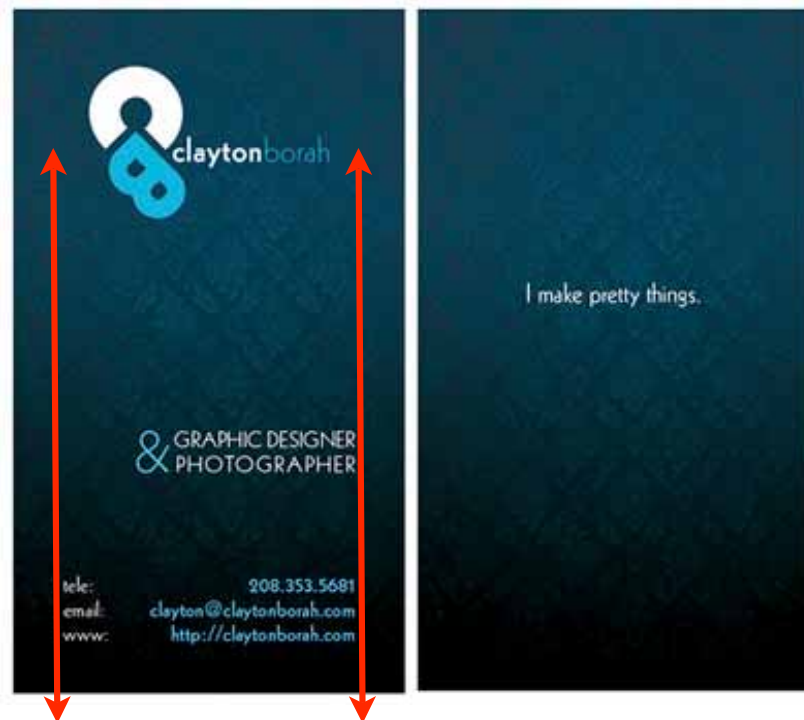 claytonborah
& GRAPHIC DESIGNER
PHOTOGRAPHER
tele: 208.353.5681
email: clayton@claytonborah.com
www: http://claytonborah.com
I make pretty things.